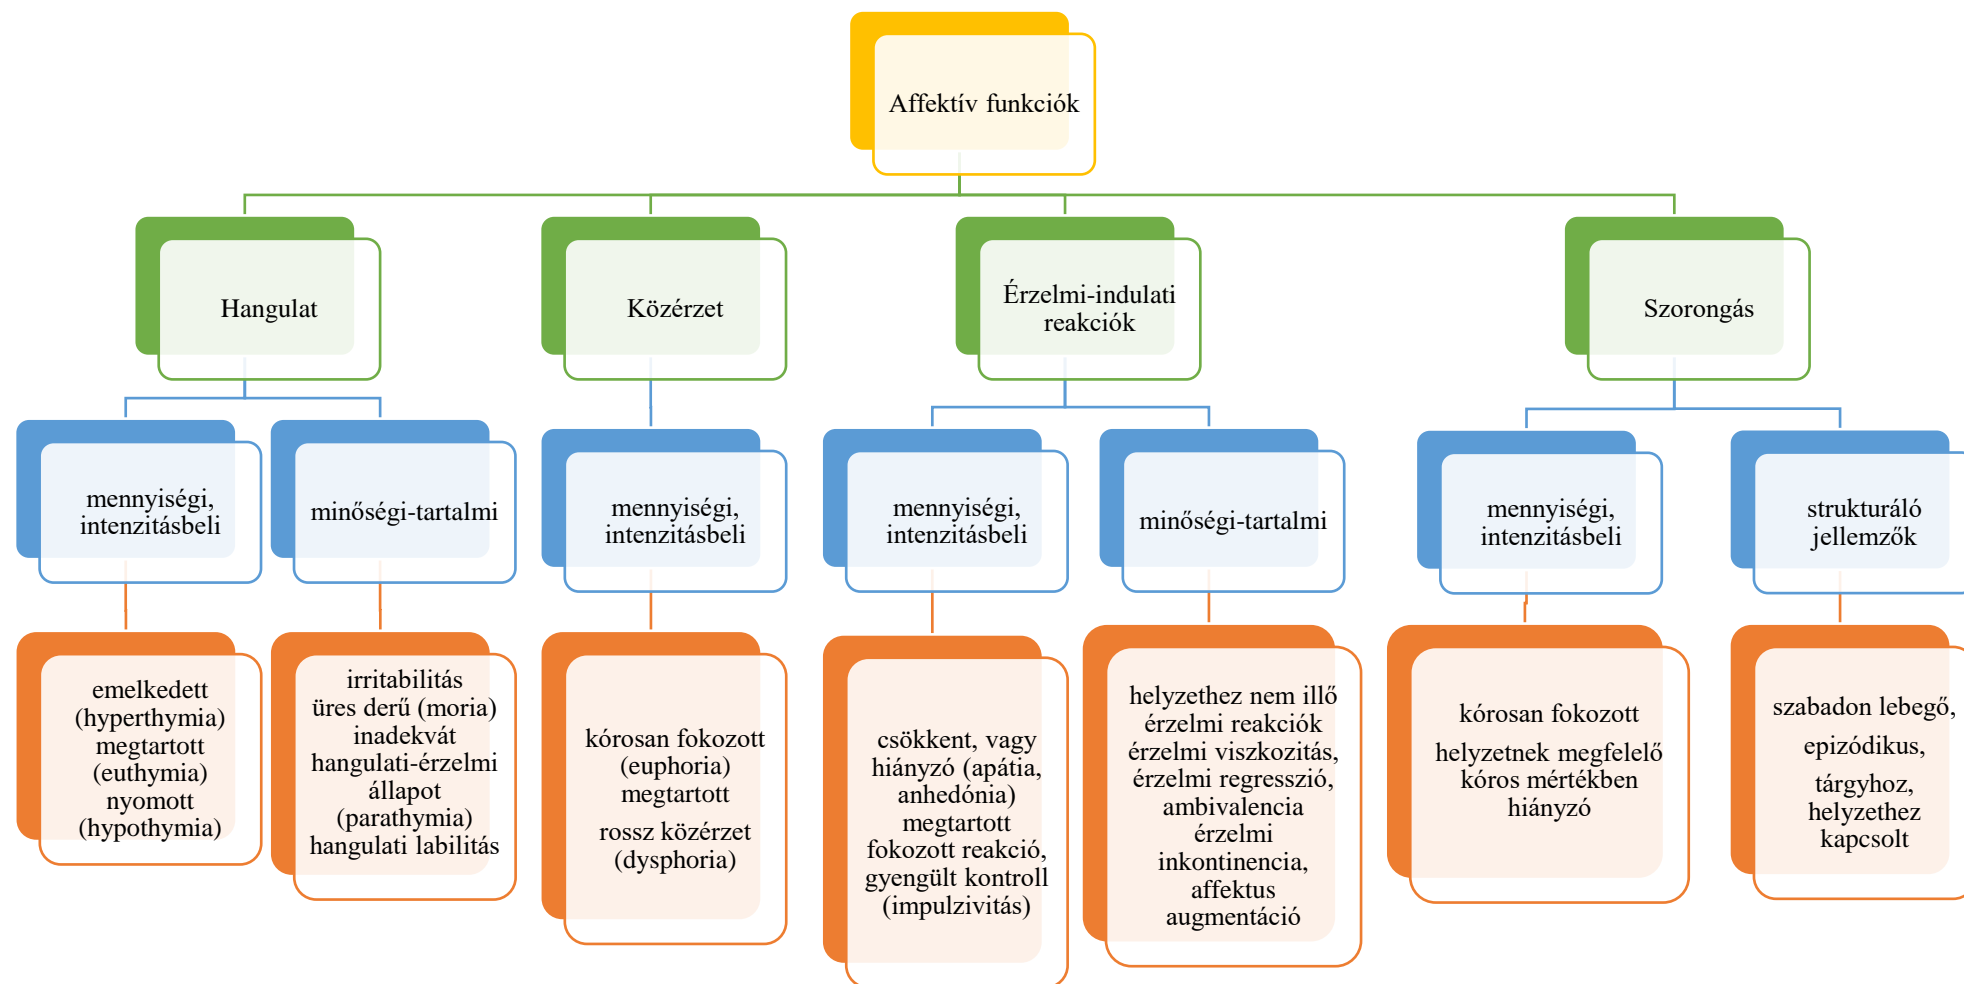 Affektív funkciók
Hangulat
Közérzet
Érzelmi-indulati
reakciók
Szorongás
mennyiségi,
intenzitásbeli
minőségi-tartalmi
mennyiségi,
intenzitásbeli
mennyiségi,
intenzitásbeli
minőségi-tartalmi
mennyiségi,
intenzitásbeli
strukturáló
jellemzők
emelkedett
(hyperthymia)
megtartott
(euthymia)
nyomott
(hypothymia)
irritabilitás
üres derű (moria)
inadekvát
hangulati-érzelmi
állapot
(parathymia)
hangulati labilitás
kórosan fokozott
(euphoria)
megtartott
rossz közérzet
(dysphoria)
csökkent, vagy
hiányzó (apátia,
anhedónia)
megtartott
fokozott reakció,
gyengült kontroll
(impulzivitás)
helyzethez nem illő
érzelmi reakciók
érzelmi viszkozitás,
érzelmi regresszió,
ambivalencia
érzelmi
inkontinencia,
affektus
augmentáció
kórosan fokozott
helyzetnek megfelelő
kóros mértékben
hiányzó
szabadon lebegő,
epizódikus,
tárgyhoz,
helyzethez
kapcsolt